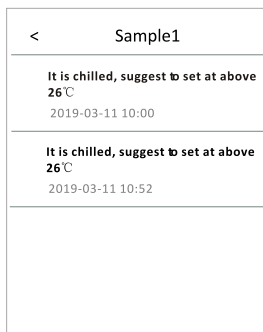 < Sample1
It is chilled, suggest to set at above
26℃
2019-03-11 10:00
It is chilled, suggest to set at above
26℃
2019-03-11 10:52